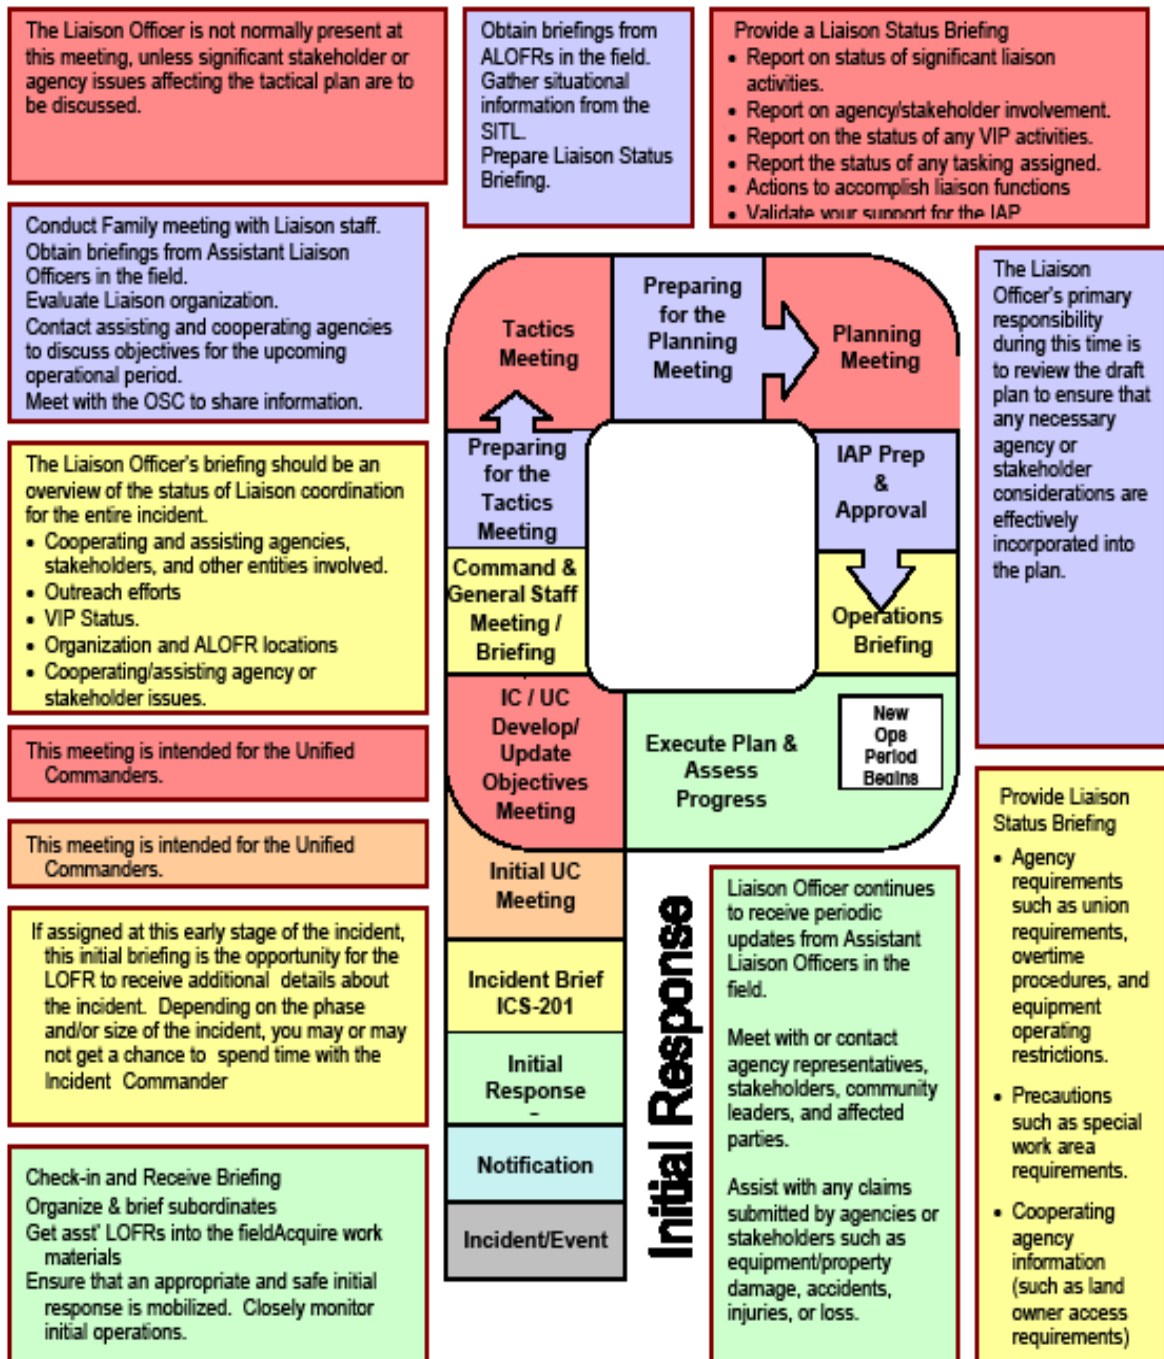 The Liaison Officer is not normally present at
this meeting, unless significant stakeholder or
agency issues affecting the tactical plan are to
be discussed.
Obtain briefings from
ALOFRs in the field.
Gather situational
information from the
SITL.
Prepare Liaison Status
Briefing.
Provide a Liaison Status Briefing
• Report on status of significant liaison
activities.
• Report on agency/stakeholder involvement.
• Report on the status of any VIP activities.
• Report the status of any tasking assigned.
• Actions to accomplish liaison functions
• Validate your support for the IAP
Conduct Family meeting with Liaison staff.
Obtain briefings from Assistant Liaison
Officers in the field.
Evaluate Liaison organization.
Contact assisting and cooperating agencies
to discuss objectives for the upcoming
operational period.
Meet with the OSC to share information.
The Liaison Officer's briefing should be an
overview of the status of Liaison coordination
for the entire incident.
• Cooperating and assisting agencies,
stakeholders, and other entities involved.
• Outreach efforts
• VIP Status.
• Organization and ALOFR locations
• Cooperating/assisting agency or
stakeholder issues.
This meeting is intended for the Unified
Commanders.
This meeting is intended for the Unified
Commanders.
If assigned at this early stage of the incident,
this initial briefing is the opportunity for the
LOFR to receive additional details about
the incident. Depending on the phase
and/or size of the incident, you may or may
not get a chance to spend time with the
Incident Commander
Check-in and Receive Briefing
Organize & brief subordinates
Get asst' LOFRs into the fieldAcquire work
materials
Ensure that an appropriate and safe initial
response is mobilized. Closely monitor
initial operations.
Tactics
Meeting
Preparing
for the
Planning
Meeting
Planning
Meeting
Preparing
for the
Tactics
Meeting
IAP Prep
&
Approval
Command &
General Staff
Meeting /
Briefing
Operations
Briefing
IC / UC
Develop/
Update
Objectives
Meeting
Execute Plan &
Assess
Progress
New
Ops
Period
Begins
Initial UC
Meeting
Incident Brief
ICS-201
Initial
Response
–
Notification
Incident/Event
Initial Response
Liaison Officer continues
to receive periodic
updates from Assistant
Liaison Officers in the
field.
Meet with or contact
agency representatives,
stakeholders, community
leaders, and affected
parties.
Assist with any claims
submitted by agencies or
stakeholders such as
equipment/property
damage, accidents,
injuries, or loss.
The Liaison
Officer's primary
responsibility
during this time is
to review the draft
plan to ensure that
any necessary
agency or
stakeholder
considerations are
effectively
incorporated into
the plan.
Provide Liaison
Status Briefing
• Agency
requirements
such as union
requirements,
overtime
procedures, and
equipment
operating
restrictions.
• Precautions
such as special
work area
requirements.
• Cooperating
agency
information
(such as land
owner access
requirements)